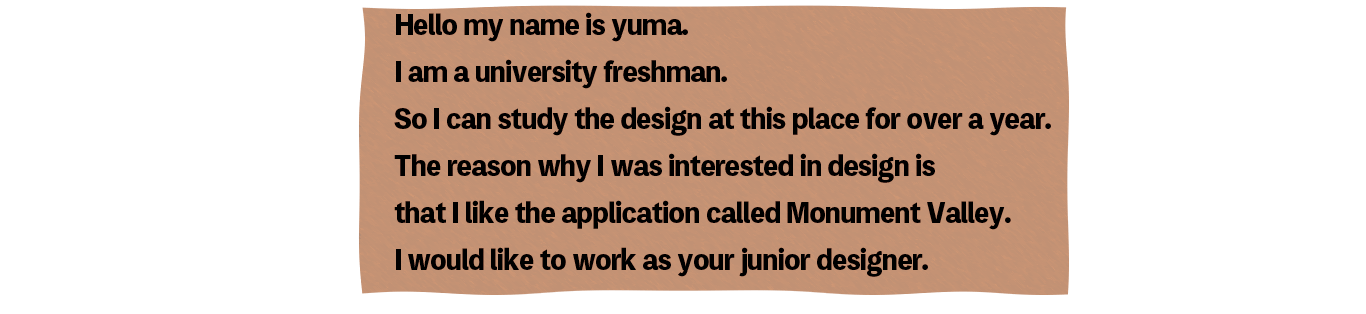 Hello my name is yuma.
I am a university freshman.
So I can study the design at this place for over a year.
The reason why I was interested in design is
that I like the application called Monument Valley.
I would like to work as your junior designer.